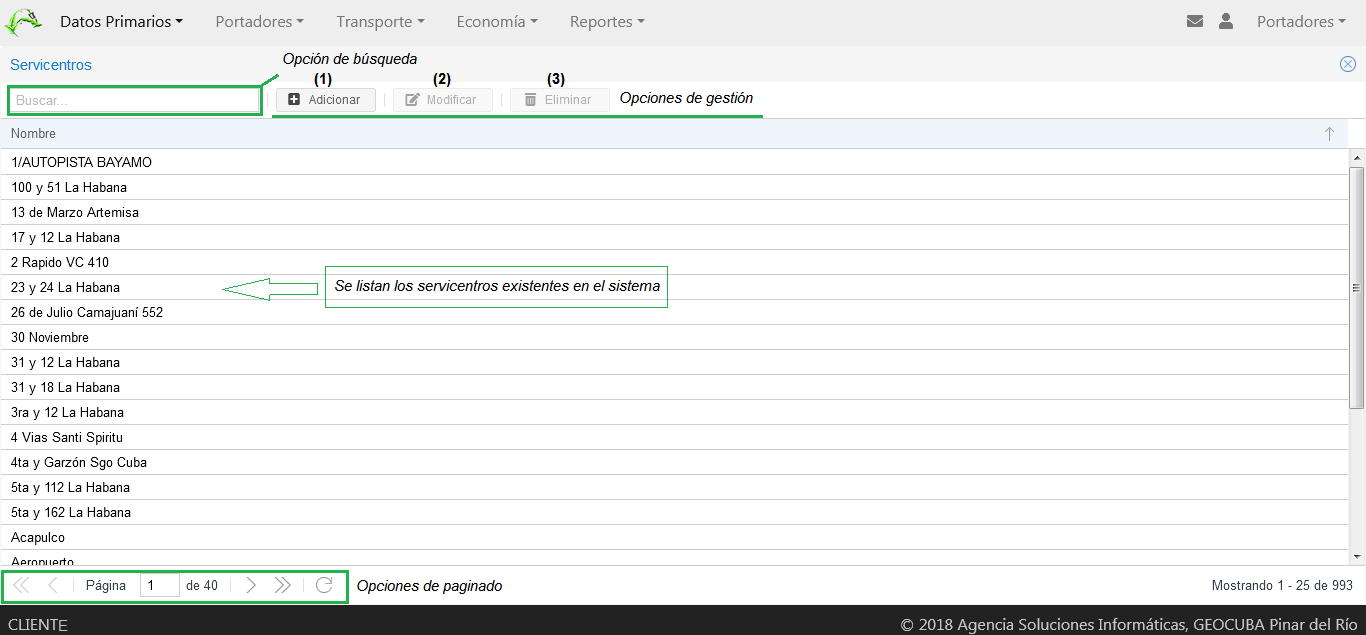 Datos Primarios Portadores Transporte Economía Reportes Portadores
Servicentros
Opción de búsqueda
(1) (2) (3)
Buscar... Adicionar Modificar Eliminar Opciones de gestión
Nombre
1/AUTOPISTA BAYAMO
100 y 51 La Habana
13 de Marzo Artemisa
17 y 12 La Habana
2 Rapido VC 410
23 y 24 La Habana
Se listan los servicentros existentes en el sistema
26 de Julio Camajuaní 552
30 Noviembre
31 y 12 La Habana
31 y 18 La Habana
3ra y 12 La Habana
4 Vias Santi Spiritu
4ta y Garzón Sgo Cuba
5ta y 112 La Habana
5ta y 162 La Habana
Acapulco
Aeropuerto
Página 1 de 40 Opciones de paginado Mostrando 1 - 25 de 993
CLIENTE © 2018 Agencia Soluciones Informáticas, GEOCUBA Pinar del Río